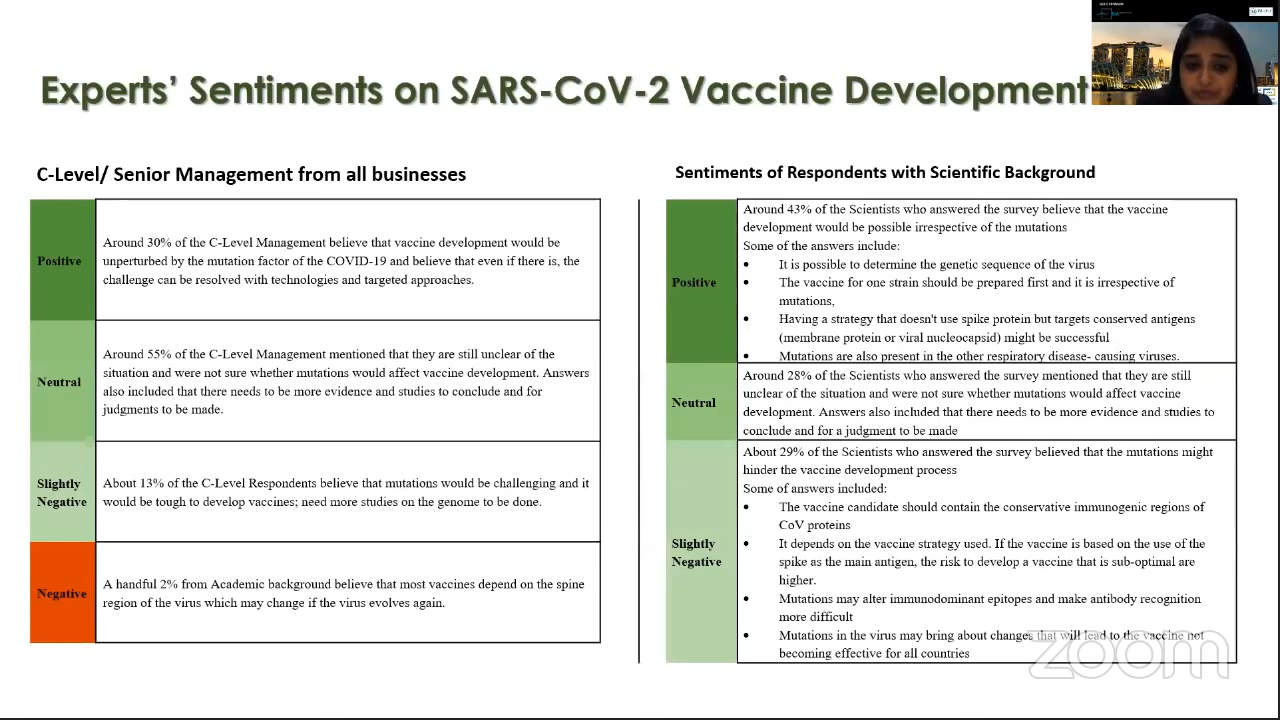 Experts' Sentiments on SARS-CoV-2 Vaccine Development
C-Level/ Senior Management from all businesses
Positive
Around 30% of the C-Level Management believe that vaccine development would be
unperturbed by the mutation factor of the COVID-19 and believe that even if there is, the
challenge can be resolved with technologies and targeted approaches.
Neutral
Around 55% of the C-Level Management mentioned that they are still unclear of the
situation and were not sure whether mutations would affect vaccine development. Answers
also included that there needs to be more evidence and studies to conclude and for
judgments to be made.
Slightly
Negative
About 13% of the C-Level Respondents believe that mutations would be challenging and it
would be tough to develop vaccines; need more studies on the genome to be done.
Negative
A handful 2% from Academic background believe that most vaccines depend on the spine
region of the virus which may change if the virus evolves again.
Sentiments of Respondents with Scientific Background
Positive
Around 43% of the Scientists who answered the survey believe that the vaccine
development would be possible irrespective of the mutations
Some of the answers include:
• It is possible to determine the genetic sequence of the virus
• The vaccine for one strain should be prepared first and it is irrespective of
mutations,
• Having a strategy that doesn't use spike protein but targets conserved antigens
(membrane protein or viral nucleocapsid) might be successful
• Mutations are also present in the other respiratory disease- causing viruses.
Neutral
Around 28% of the Scientists who answered the survey mentioned that they are still
unclear of the situation and were not sure whether mutations would affect vaccine
development. Answers also included that there needs to be more evidence and studies to
conclude and for a judgment to be made
Slightly
Negative
About 29% of the Scientists who answered the survey believed that the mutations might
hinder the vaccine development process
Some of answers included:
• The vaccine candidate should contain the conservative immunogenic regions of
CoV proteins
• It depends on the vaccine strategy used. If the vaccine is based on the use of the
spike as the main antigen, the risk to develop a vaccine that is sub-optimal are
higher.
• Mutations may alter immunodominant epitopes and make antibody recognition
more difficult
• Mutations in the virus may bring about changes that will lead to the vaccine not
becoming effective for all countries
zoom